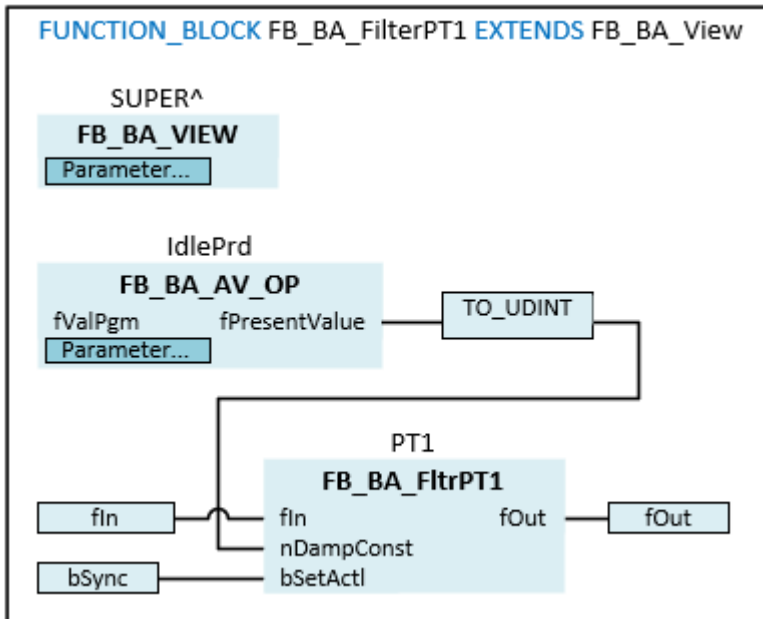 FUNCTION_BLOCK FB_BA_FilterPT1 EXTENDS FB_BA_View
SUPER^
FB_BA_VIEW
Parameter...
IdlePrd
FB_BA_AV_OP
fValPgm fPresentValue
Parameter...
TO_UDINT
PT1
FB_BA_FltrPT1
fIn
fIn fOut
fOut
nDampConst
bSync
bSetActl